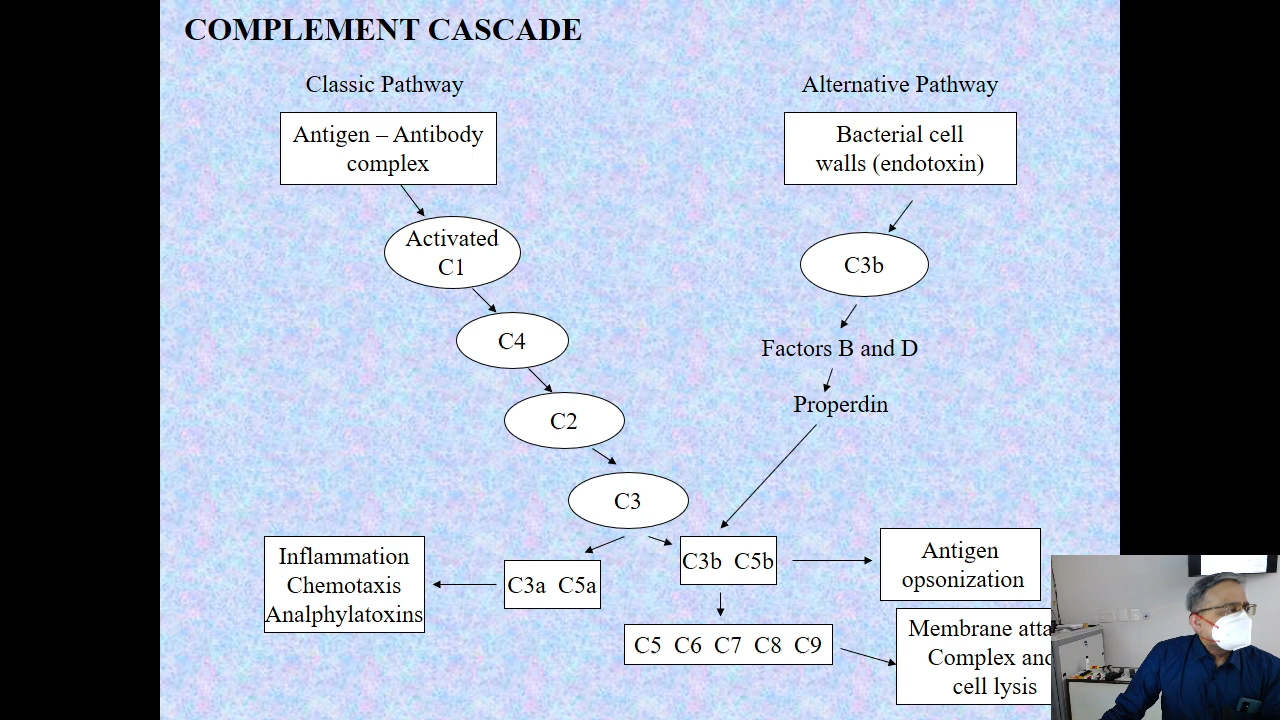 COMPLEMENT CASCADE
Classic Pathway
Alternative Pathway
Antigen – Antibody
complex
Bacterial cell
walls (endotoxin)
Activated
C1
C3b
C4
Factors B and D
C2
Properdin
C3
Inflammation
Chemotaxis
Analphylatoxins
C3a C5a
C3b C5b
Antigen
opsonization
C5 C6 C7 C8 C9
Membrane
Complex and
cell lysis